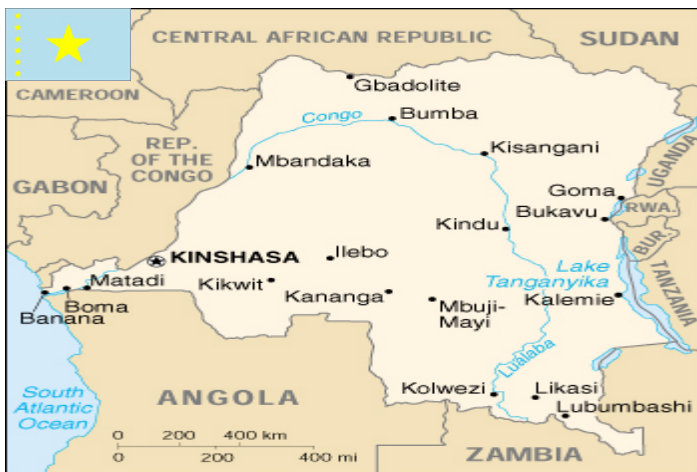 CENTRAL AFRICAN REPUBLIC
SUDAN
CAMEROON
Gbadolite
Congo
Bumba
REP.
OF THE
CONGO
Kisangani
UGANDA
Mbandaka
GABON
Goma
RWA.
Bukavu
Kindu
BUR.
KINSHASA
Ilebo
Lake
Tanganyika
TANZANIA
Matadi
Kikwit
Kananga
Kalemie
Boma
Banana
Mbuji-
Mayi
Lualaba
South
Atlantic
Ocean
ANGOLA
Kolwezi
Likasi
Lubumbashi
0 200 400 km
0 200 400 mi
ZAMBIA